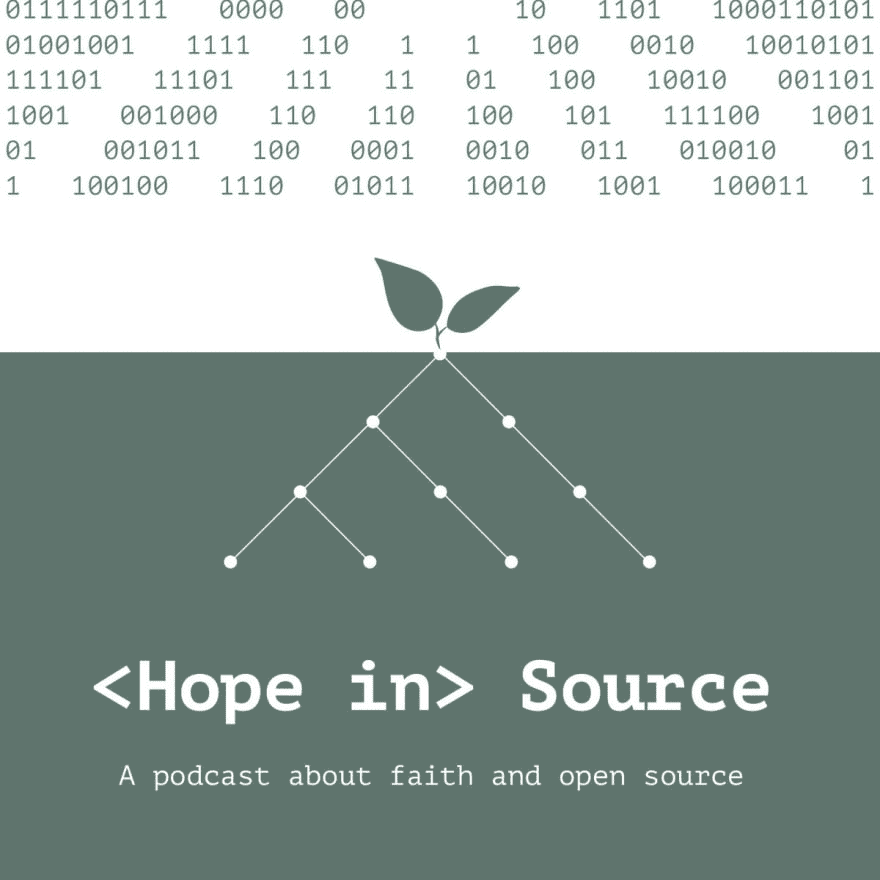 0111110111 0000 00 10 1101 1000110101
01001001 1111 110 1 1 100 0010 10010101
111101 11101 111 11 01 100 10010 001101
1001 001000 110 110 100 101 111100 1001
01 001011 100 0001 0010 011 010010 01
1 100100 1110 01011 10010 1001 100011 1
<Hope in> Source
A podcast about faith and open source